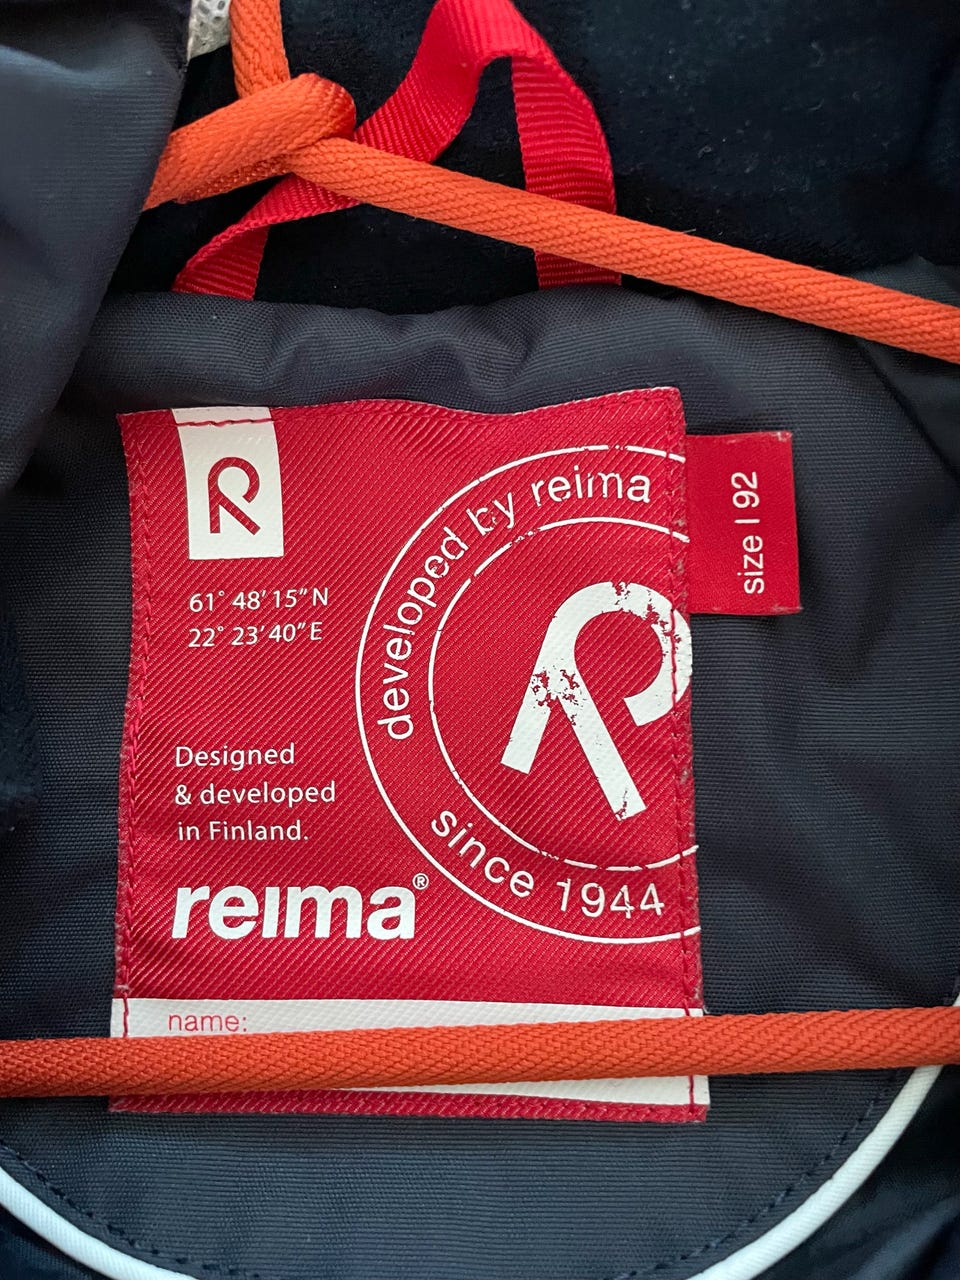 61° 48' 15" N
22° 23' 40" E
Designed
& developed
in Finland.
reima®
developed by reima
since 1944
size | 92
name: